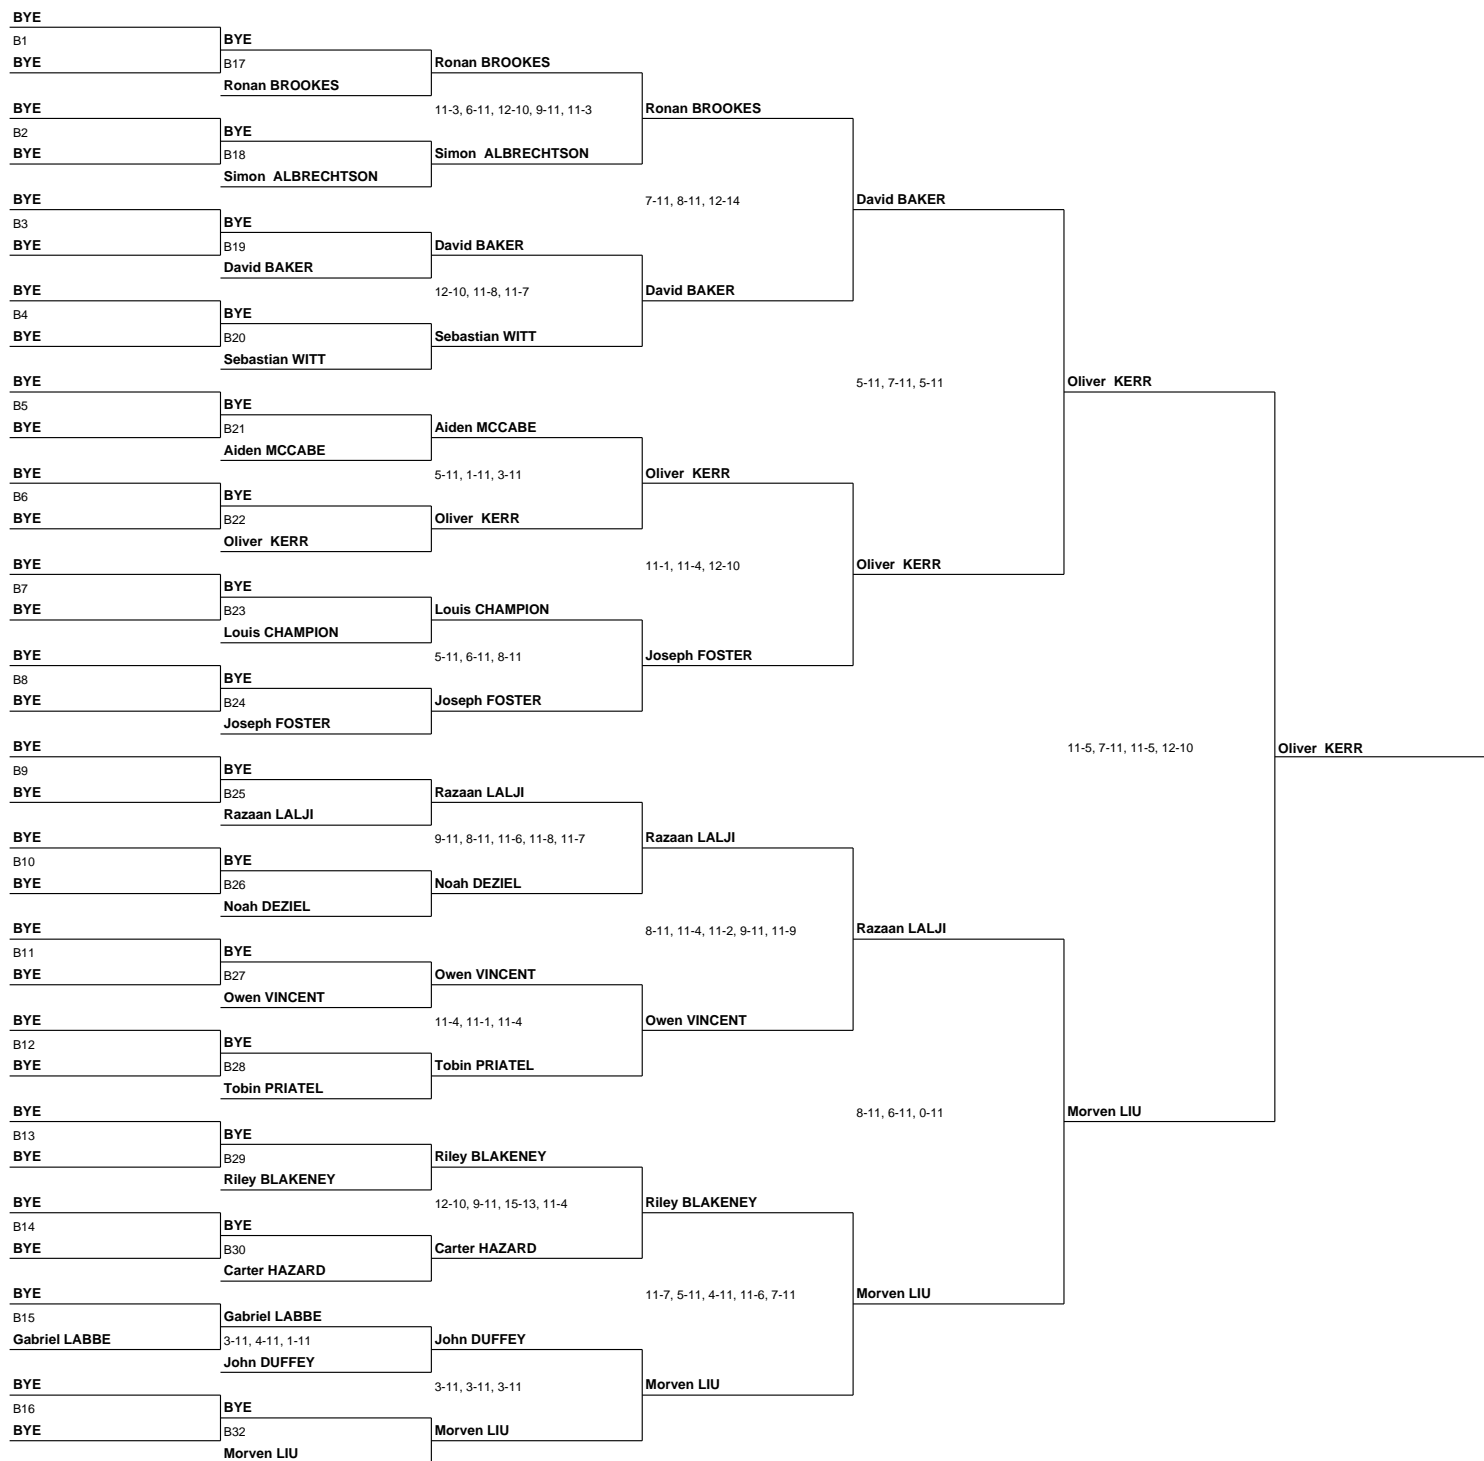 BYE
B1
BYE
BYE
B17
Ronan BROOKES
Ronan BROOKES
11-3, 6-11, 12-10, 9-11, 11-3
Ronan BROOKES
BYE
B2
BYE
BYE
B18
Simon ALBRECHTSON
Simon ALBRECHTSON
7-11, 8-11, 12-14
David BAKER
BYE
B3
BYE
BYE
B19
David BAKER
David BAKER
12-10, 11-8, 11-7
David BAKER
BYE
B4
BYE
BYE
B20
Sebastian WITT
Sebastian WITT
5-11, 7-11, 5-11
Oliver KERR
BYE
B5
BYE
BYE
B21
Aiden MCCABE
Aiden MCCABE
5-11, 1-11, 3-11
Oliver KERR
BYE
B6
BYE
BYE
B22
Oliver KERR
Oliver KERR
11-1, 11-4, 12-10
Oliver KERR
BYE
B7
BYE
BYE
B23
Louis CHAMPION
Louis CHAMPION
5-11, 6-11, 8-11
Joseph FOSTER
BYE
B8
BYE
BYE
B24
Joseph FOSTER
Joseph FOSTER
11-5, 7-11, 11-5, 12-10
Oliver KERR
BYE
B9
BYE
BYE
B25
Razaan LALJI
Razaan LALJI
9-11, 8-11, 11-6, 11-8, 11-7
Razaan LALJI
BYE
B10
BYE
BYE
B26
Noah DEZIEL
Noah DEZIEL
8-11, 11-4, 11-2, 9-11, 11-9
Razaan LALJI
BYE
B11
BYE
BYE
B27
Owen VINCENT
Owen VINCENT
11-4, 11-1, 11-4
Owen VINCENT
BYE
B12
BYE
BYE
B28
Tobin PRIATEL
Tobin PRIATEL
8-11, 6-11, 0-11
Morven LIU
BYE
B13
BYE
BYE
B29
Riley BLAKENEY
Riley BLAKENEY
12-10, 9-11, 15-13, 11-4
Riley BLAKENEY
BYE
B14
BYE
BYE
B30
Carter HAZARD
Carter HAZARD
11-7, 5-11, 4-11, 11-6, 7-11
Morven LIU
BYE
B15
Gabriel LABBE
Gabriel LABBE
3-11, 4-11, 1-11
John DUFFEY
John DUFFEY
3-11, 3-11, 3-11
Morven LIU
BYE
B16
BYE
BYE
B32
Morven LIU
Morven LIU